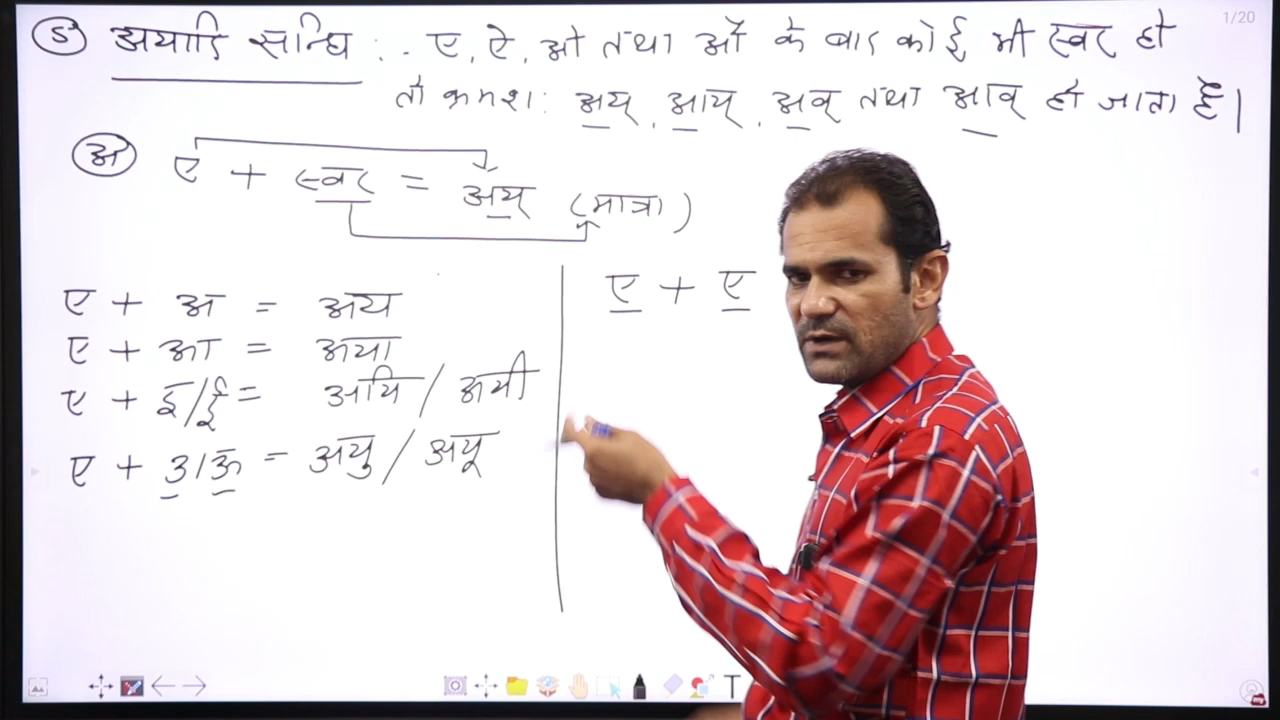 1/20
5 अयादि सन्धि :- ए, ऐ, ओ तथा औ के बाद कोई भी स्वर हो
तो क्रमशः अय्, आय्, अव् तथा आव् हो जाता है।
अ ए + स्वर = अय् (मात्रा)
ए + अ = अय
ए + आ = अया
ए + इ/ई = अयि / अयी
ए + उ/ऊ = अयु / अयू
ए + ए
T